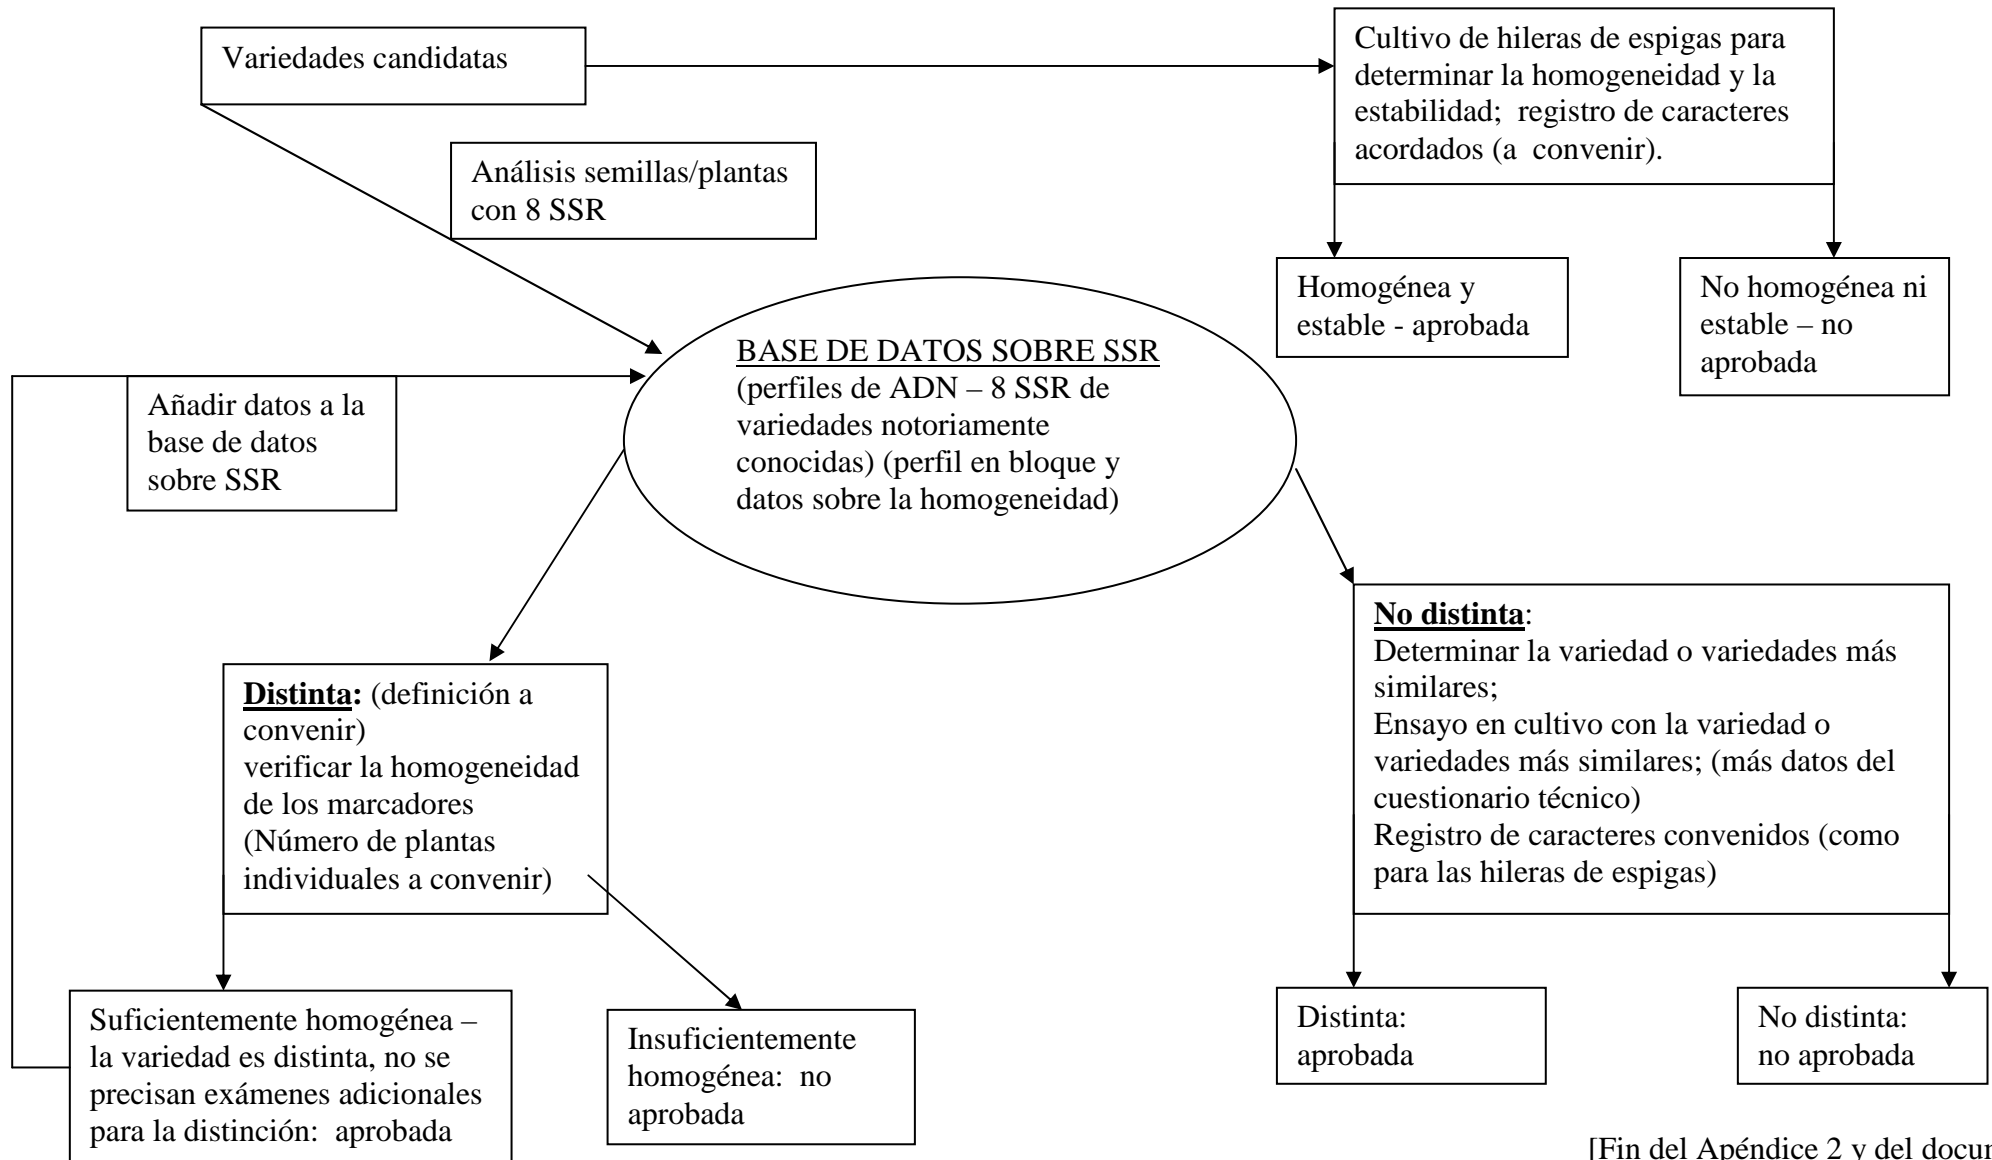 Variedades candidatas
Cultivo de hileras de espigas para
determinar la homogeneidad y la
estabilidad;  registro de caracteres
acordados (a  convenir).
Análisis semillas/plantas
con 8 SSR
Homogénea y
estable - aprobada
No homogénea ni
estable – no
aprobada
BASE DE DATOS SOBRE SSR
(perfiles de ADN – 8 SSR de
variedades notoriamente
conocidas) (perfil en bloque y
datos sobre la homogeneidad)
Añadir datos a la
base de datos
sobre SSR
Distinta: (definición a
convenir)
verificar la homogeneidad
de los marcadores
(Número de plantas
individuales a convenir)
No distinta:
Determinar la variedad o variedades más
similares;
Ensayo en cultivo con la variedad o
variedades más similares; (más datos del
cuestionario técnico)
Registro de caracteres convenidos (como
para las hileras de espigas)
Suficientemente homogénea –
la variedad es distinta, no se
precisan exámenes adicionales
para la distinción:  aprobada
Insuficientemente
homogénea:  no
aprobada
Distinta:
aprobada
No distinta:
no aprobada
[Fin del Apéndice 2 y del